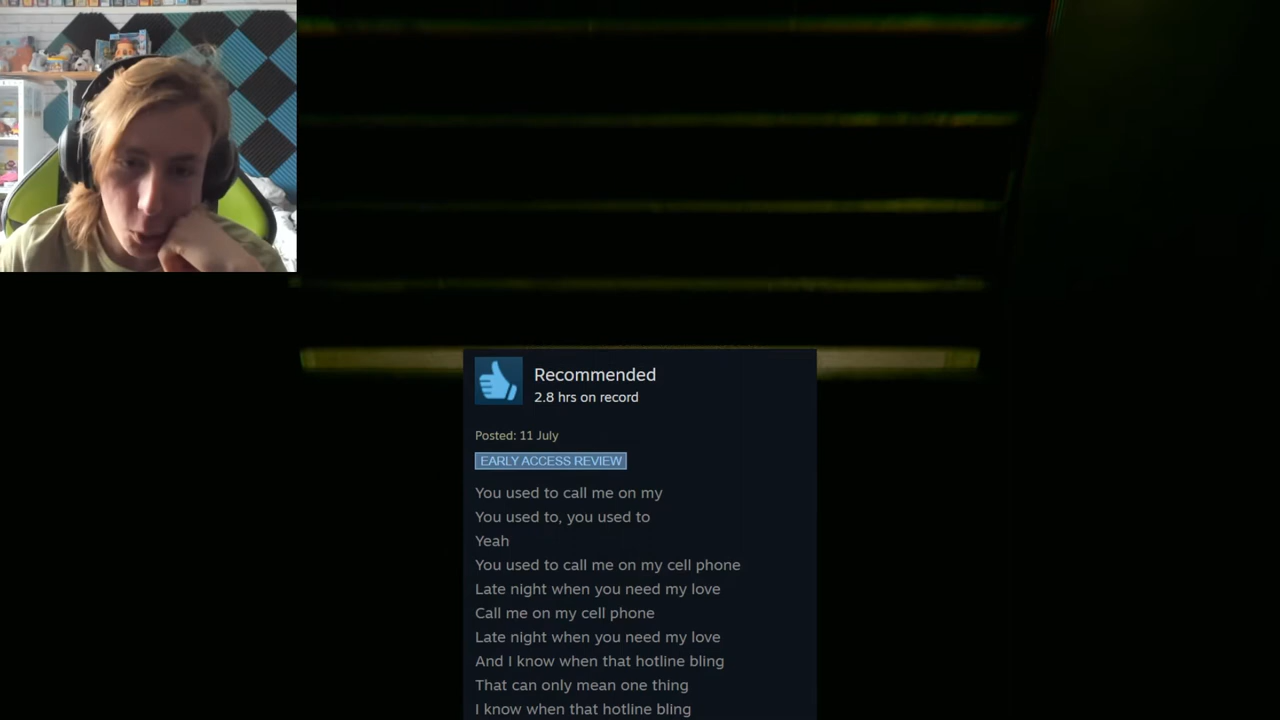 Recommended
2.8 hrs on record
Posted: 11 July
EARLY ACCESS REVIEW
You used to call me on my
You used to, you used to
Yeah
You used to call me on my cell phone
Late night when you need my love
Call me on my cell phone
Late night when you need my love
And I know when that hotline bling
That can only mean one thing
I know when that hotline bling